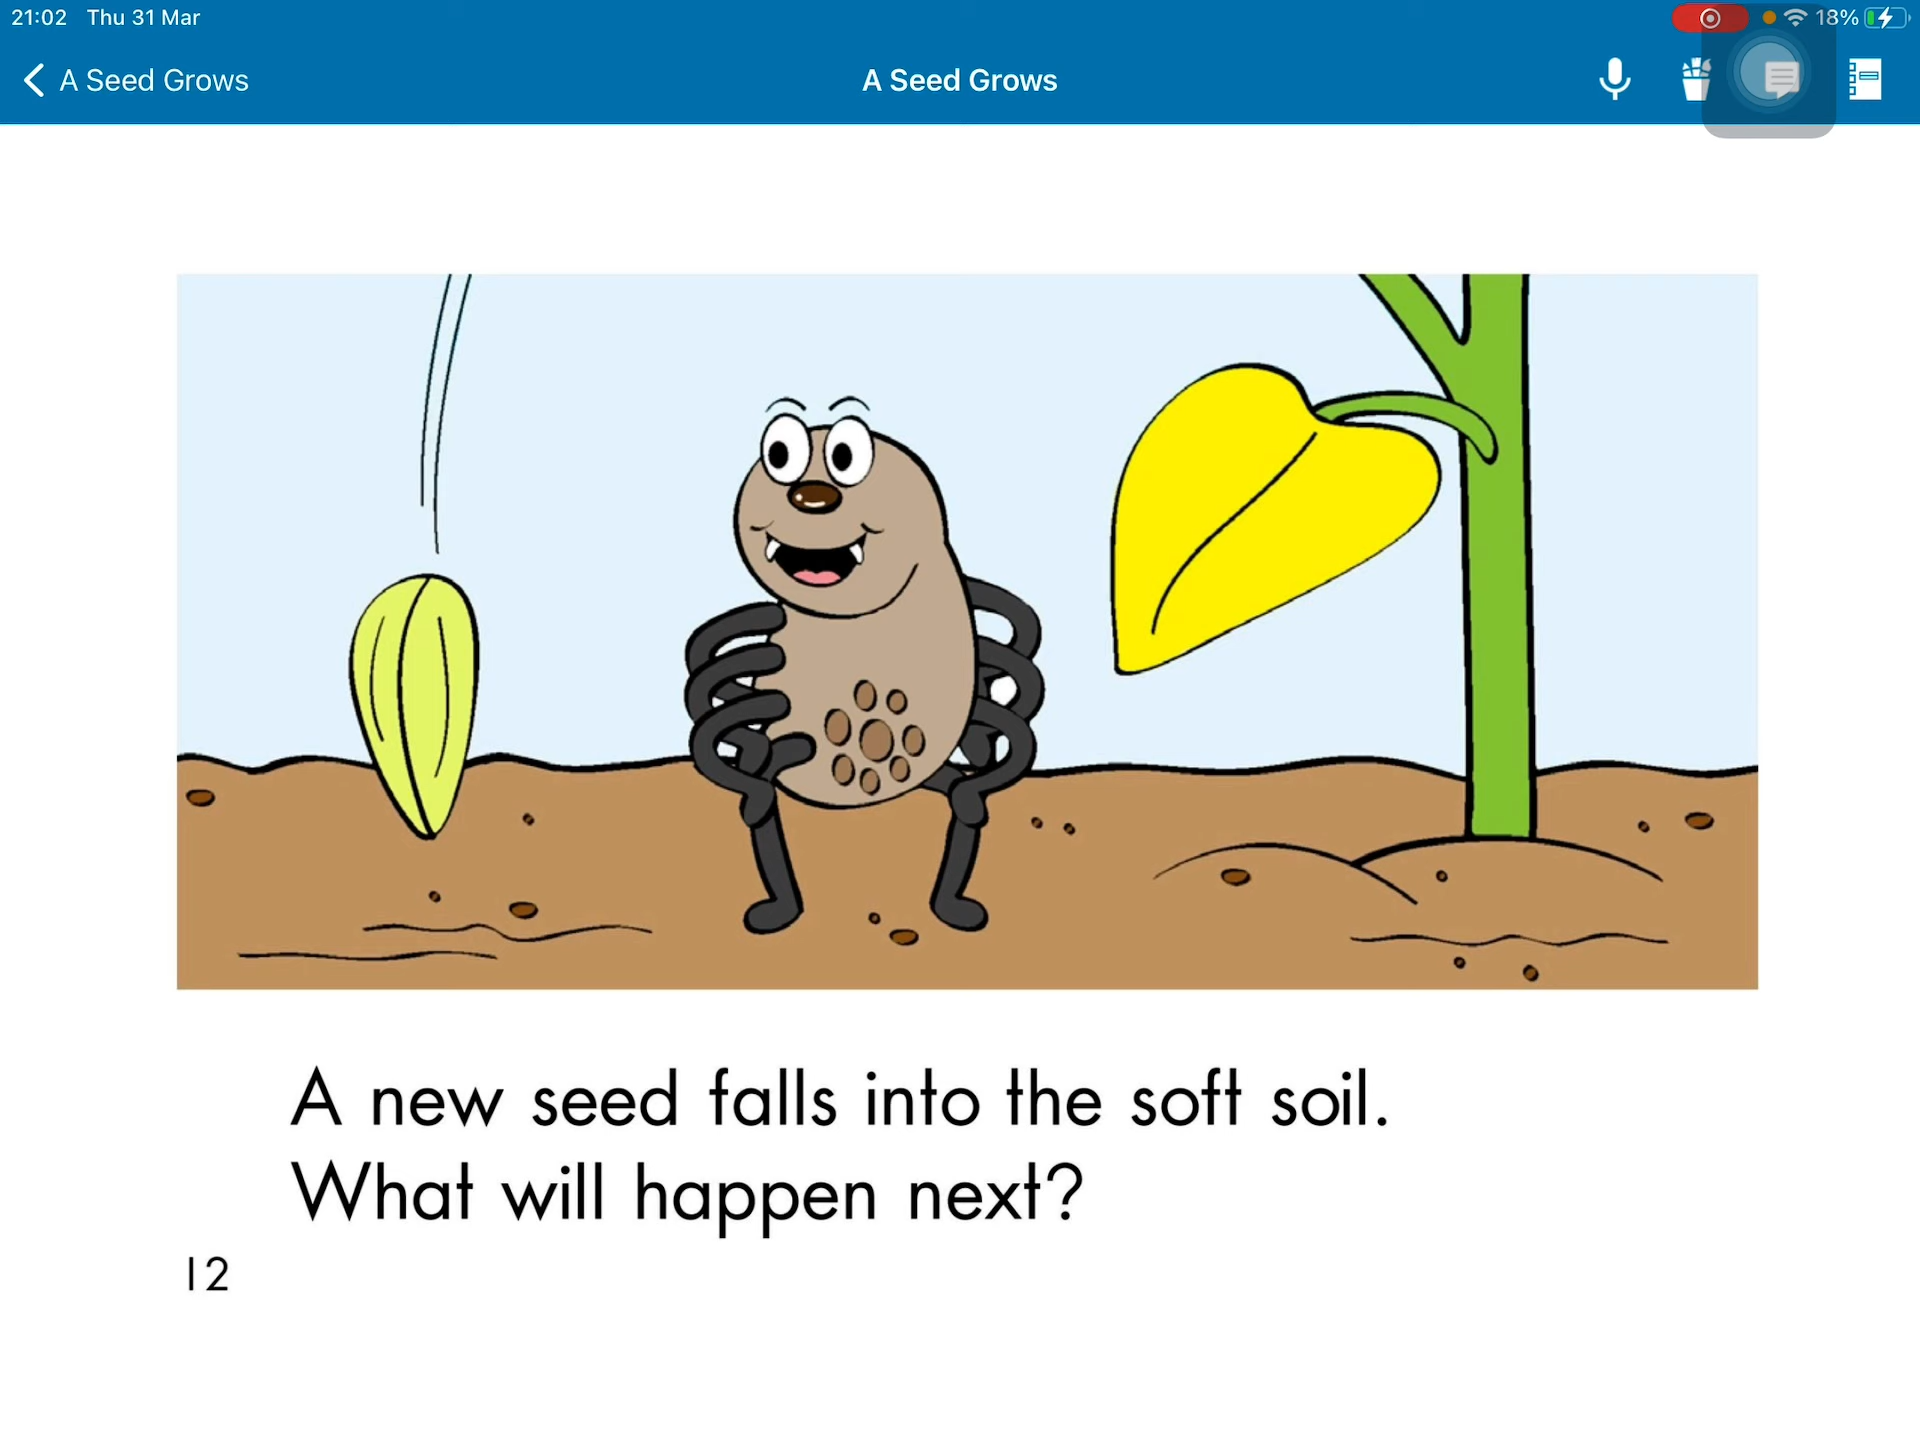 21:02 Thu 31 Mar 18%
A Seed Grows A Seed Grows
A new seed falls into the soft soil.
What will happen next?
12